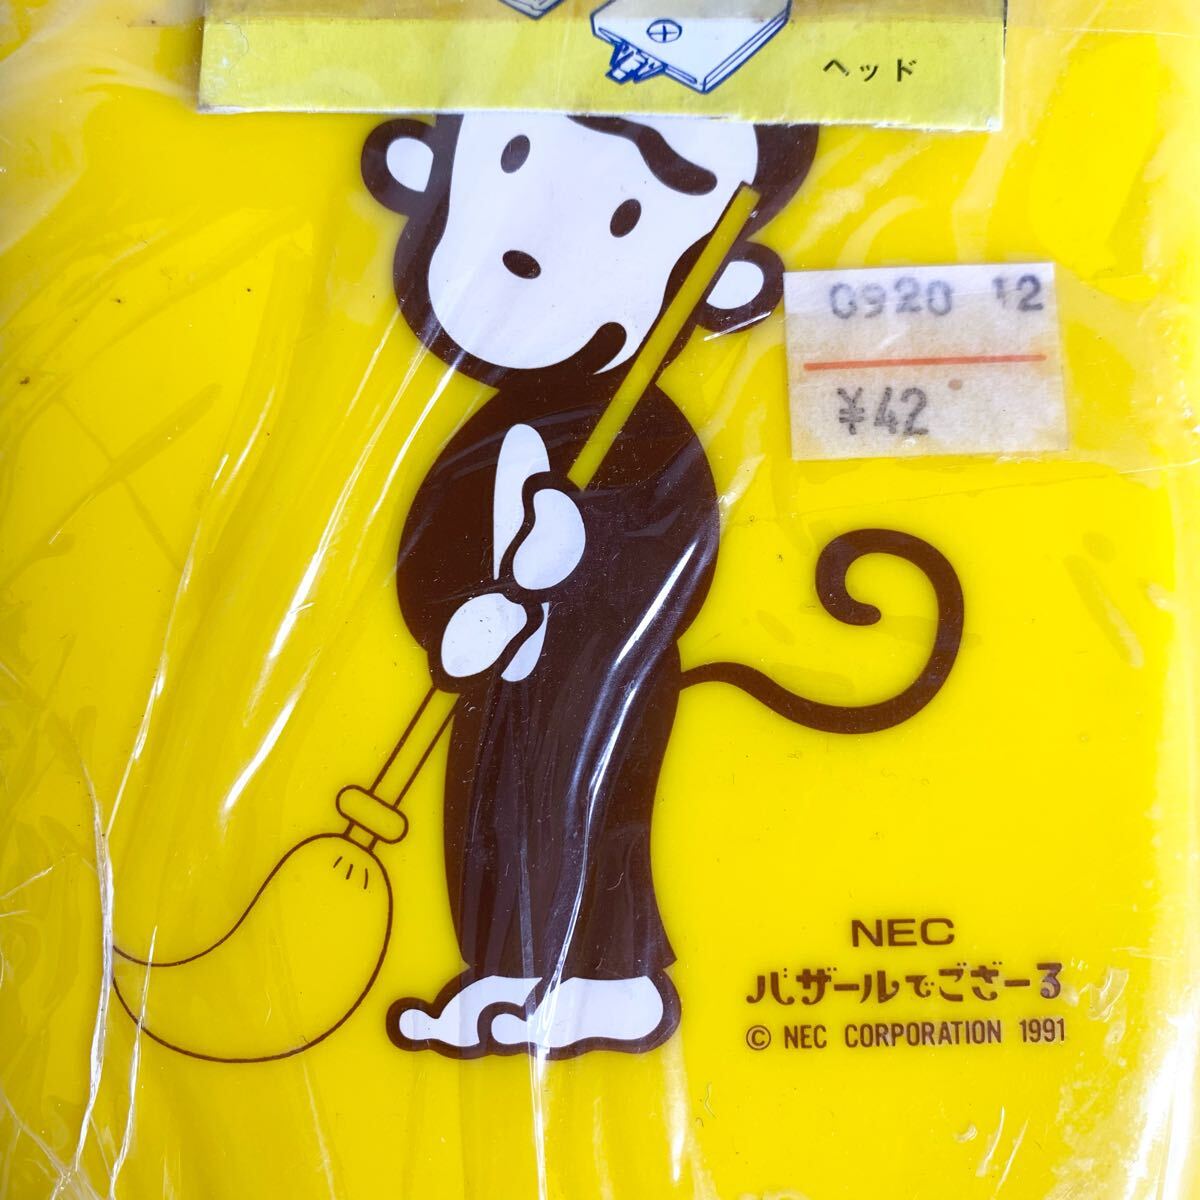 ヘッド
0920 12
¥42
NEC
バザールでござーる
© NEC CORPORATION 1991